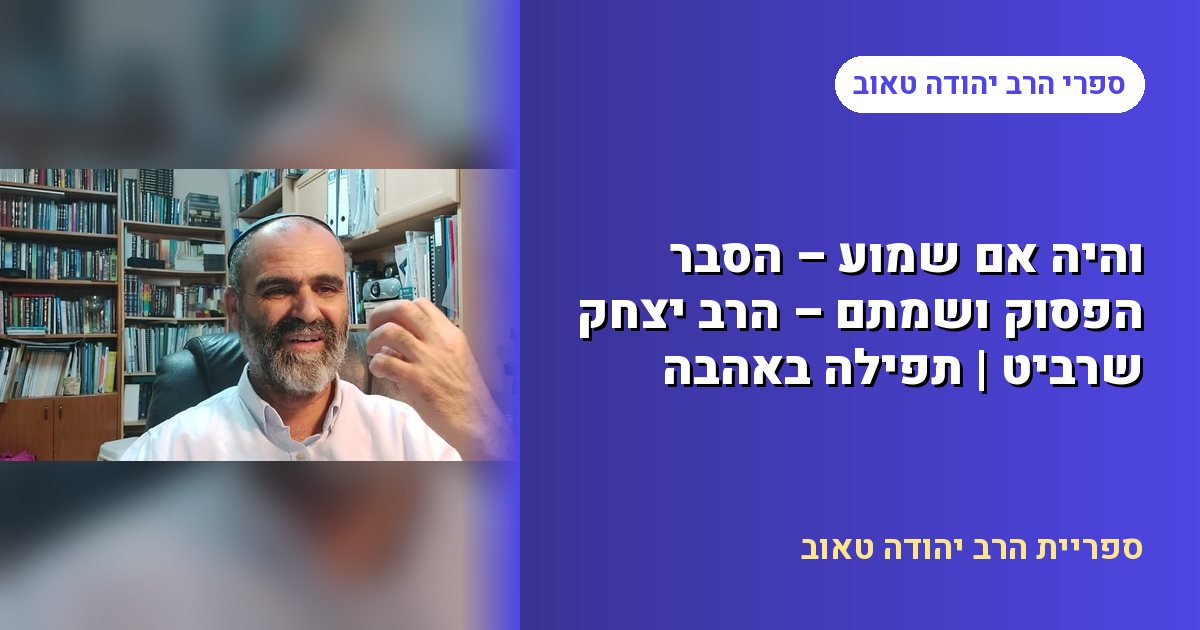 ספרי הרב יהודה טאוב
והיה אם שמוע – הסבר
הפסוק ושמתם – הרב יצחק
שרביט | תפילה באהבה
ספריית הרב יהודה טאוב